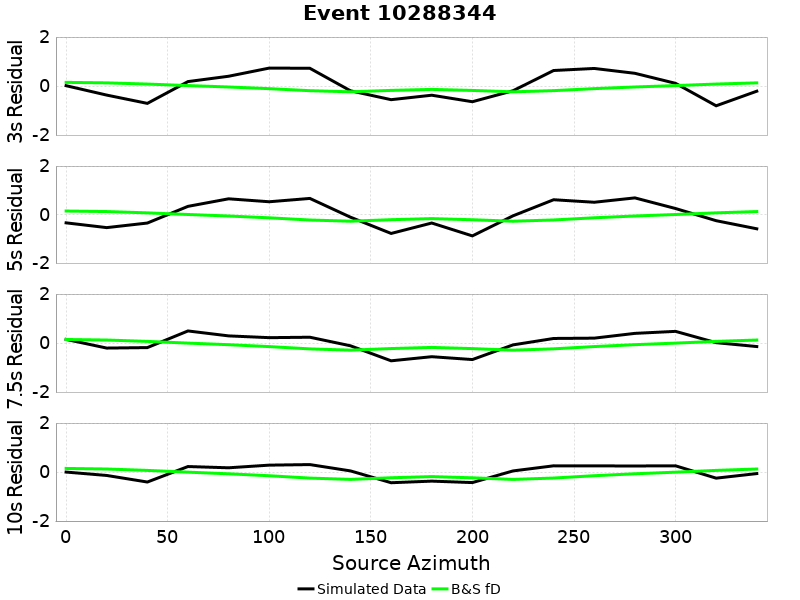 Event 10288344
3s Residual
2
0
-2
5s Residual
2
0
-2
7.5s Residual
2
0
-2
10s Residual
2
0
-2
0 50 100 150 200 250 300
Source Azimuth
Simulated Data B&S fD